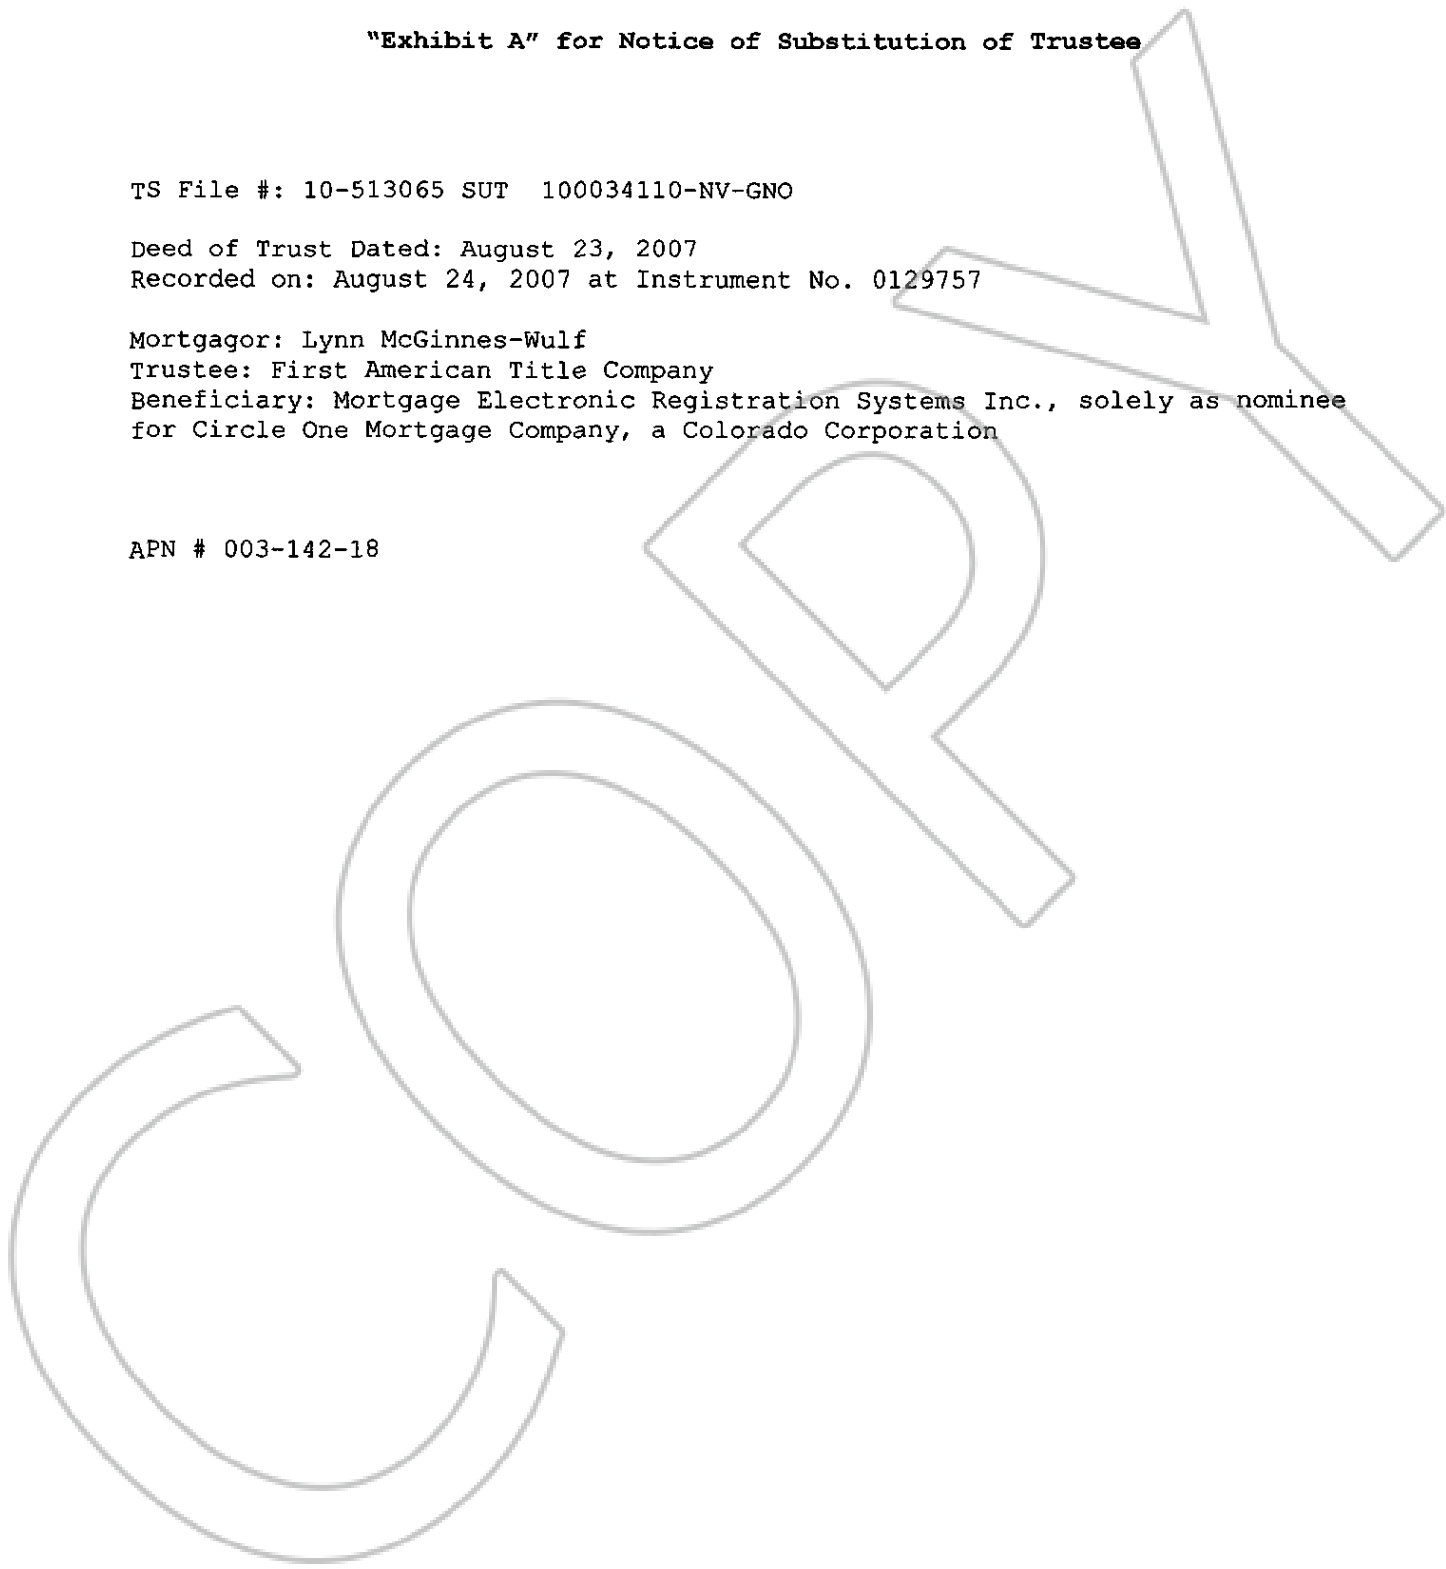 “Exhibit A” for Notice of Substitution of Trustee
TS File #: 10-513065 SUT 100034110-NV-GNO
Deed of Trust Dated: August 23, 2007
Recorded on: August 24, 2007 at Instrument No. 0129757
Mortgagor: Lynn McGinnes-Wulf
Trustee: First American Title Company
Beneficiary: Mortgage Electronic Registration Systems Inc., solely as nominee
for Circle One Mortgage Company, a Colorado Corporation
APN # 003-142-18
COPY